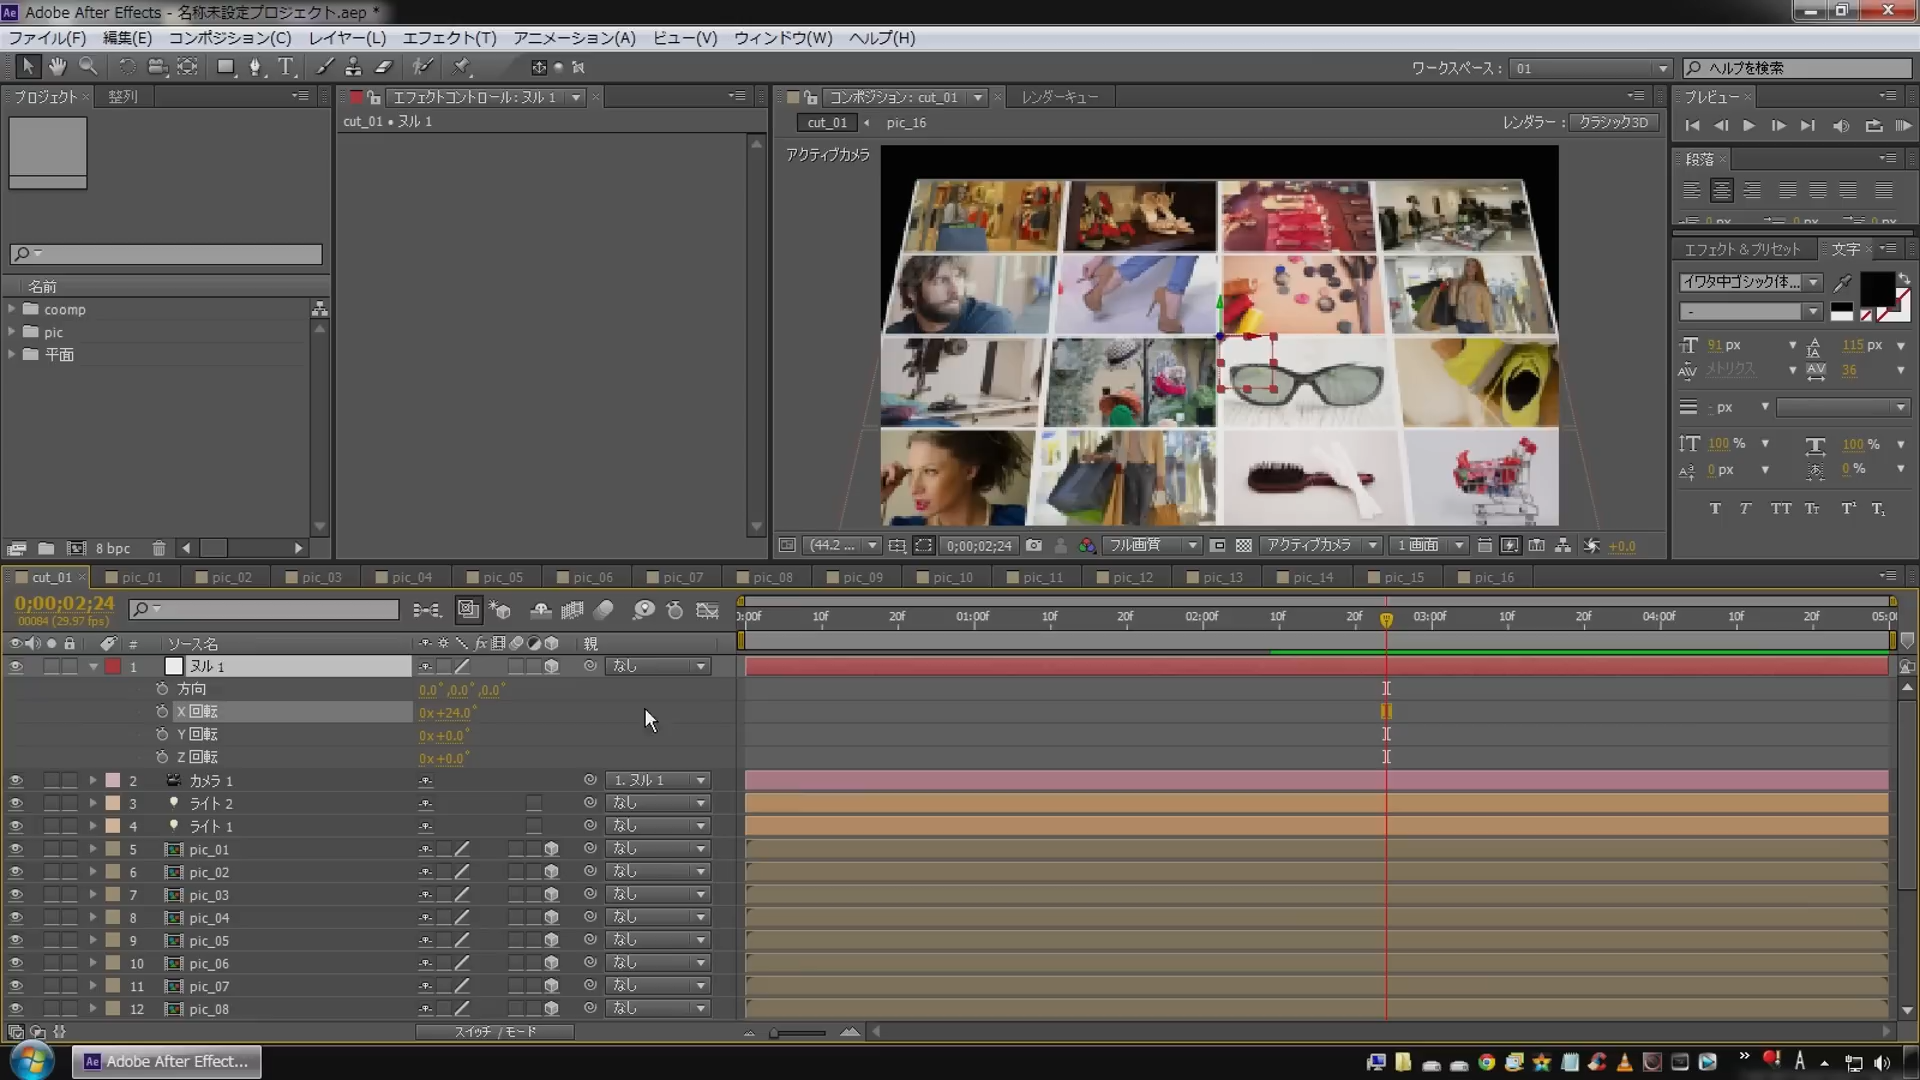 Adobe After Effects - 名称未設定プロジェクト.aep *
ファイル(F) 編集(E) コンポジション(C) レイヤー(L) エフェクト(T) アニメーション(A) ビュー(V) ウィンドウ(W) ヘルプ(H)
ワークスペース: 01 ヘルプを検索
プロジェクト 整列
エフェクトコントロール: ヌル 1
コンポジション: cut_01 レンダーキュー
プレビュー
cut_01 • ヌル 1
cut_01 pic_16
レンダラー: クラシック3D
アクティブカメラ
段落
0 px 0 px 0 px
エフェクト&プリセット 文字
イワタ中ゴシック体...
-
91 px 115 px
メトリクス 36
- px
100 % 100 %
0 px 0 %
T T TT Tт T¹ T₁
名前
coomp
pic
平面
8 bpc
(44.2 ... 0;00;02;24 フル画質 アクティブカメラ 1 画面 +0.0
cut_01 pic_01 pic_02 pic_03 pic_04 pic_05 pic_06 pic_07 pic_08 pic_09 pic_10 pic_11 pic_12 pic_13 pic_14 pic_15 pic_16
0;00;02;24
00084 (29.97 fps)
):00f 10f 20f 01:00f 10f 20f 02:00f 10f 20f 03:00f 10f 20f 04:00f 10f 20f 05:00
# ソース名 fx 親
1 ヌル 1 なし
方向 0.0°,0.0°,0.0°
X 回転 0x+24.0°
Y 回転 0x+0.0°
Z 回転 0x+0.0°
2 カメラ 1 1. ヌル 1
3 ライト 2 なし
4 ライト 1 なし
5 pic_01 なし
6 pic_02 なし
7 pic_03 なし
8 pic_04 なし
9 pic_05 なし
10 pic_06 なし
11 pic_07 なし
12 pic_08 なし
スイッチ / モード
Adobe After Effect...